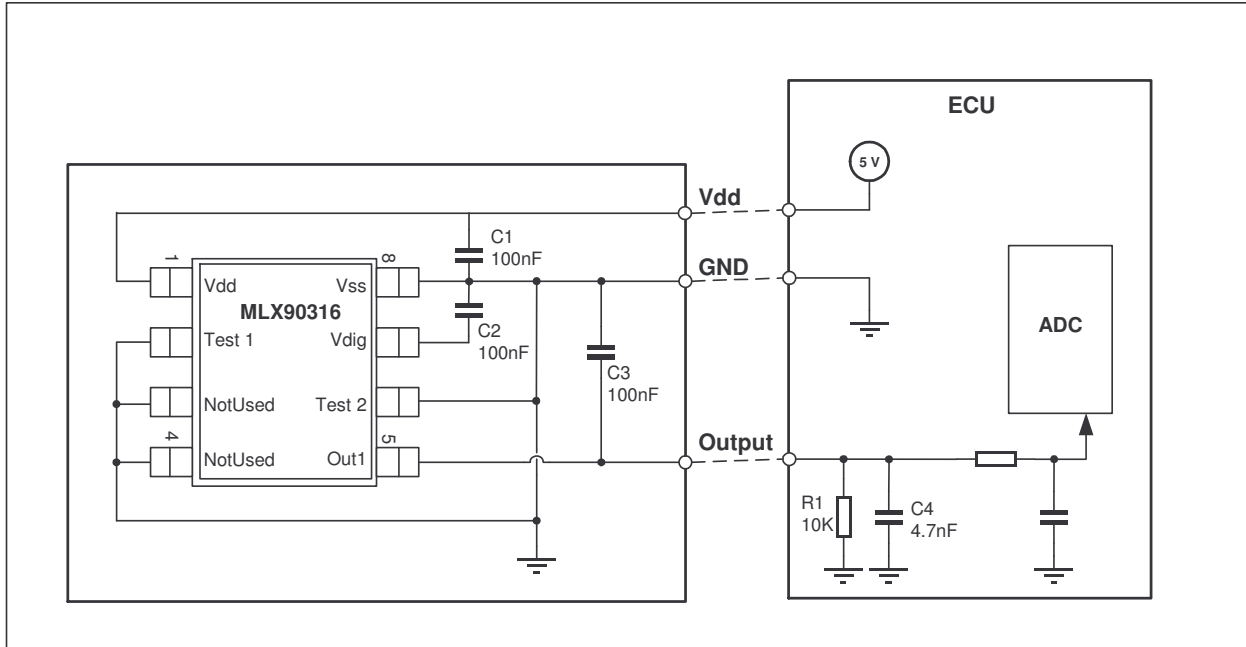 ECU
5 V
Vdd
C1
100nF
1
8
GND
Vdd
Vss
MLX90316
ADC
Test 1
Vdig
C2
100nF
C3
100nF
NotUsed
Test 2
4
5
Output
NotUsed
Out1
R1
10K
C4
4.7nF